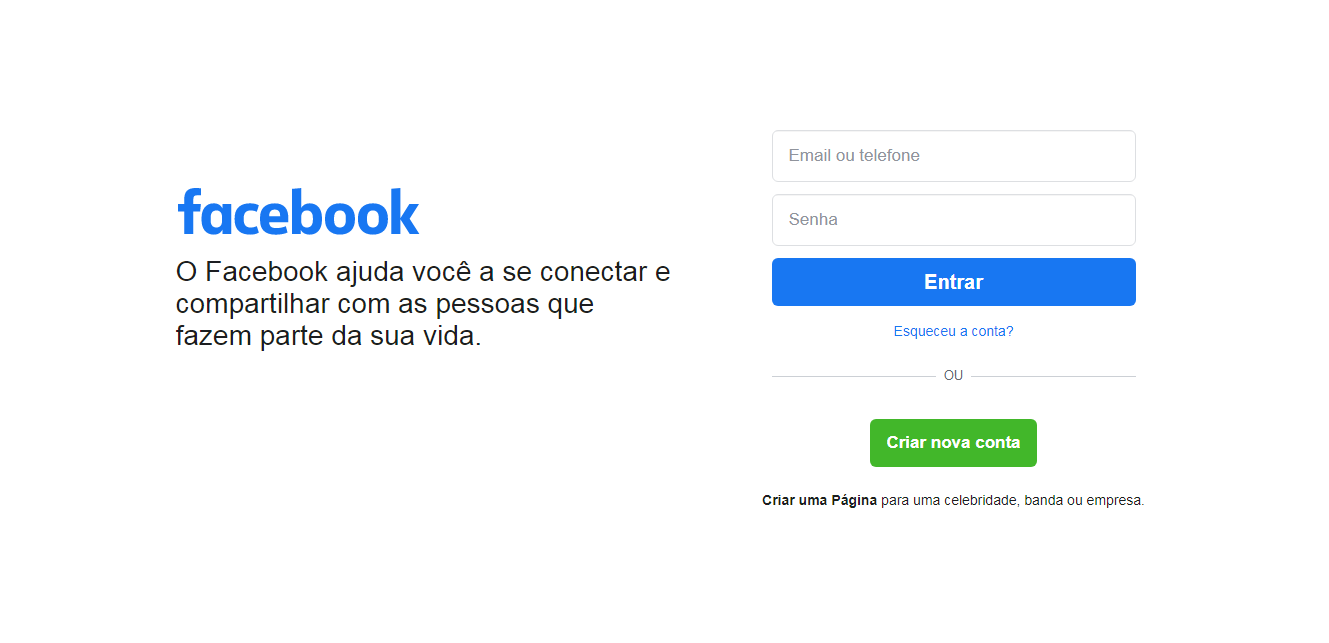 facebook
O Facebook ajuda você a se conectar e
compartilhar com as pessoas que
fazem parte da sua vida.
Email ou telefone
Senha
Entrar
Esqueceu a conta?
OU
Criar nova conta
Criar uma Página para uma celebridade, banda ou empresa.